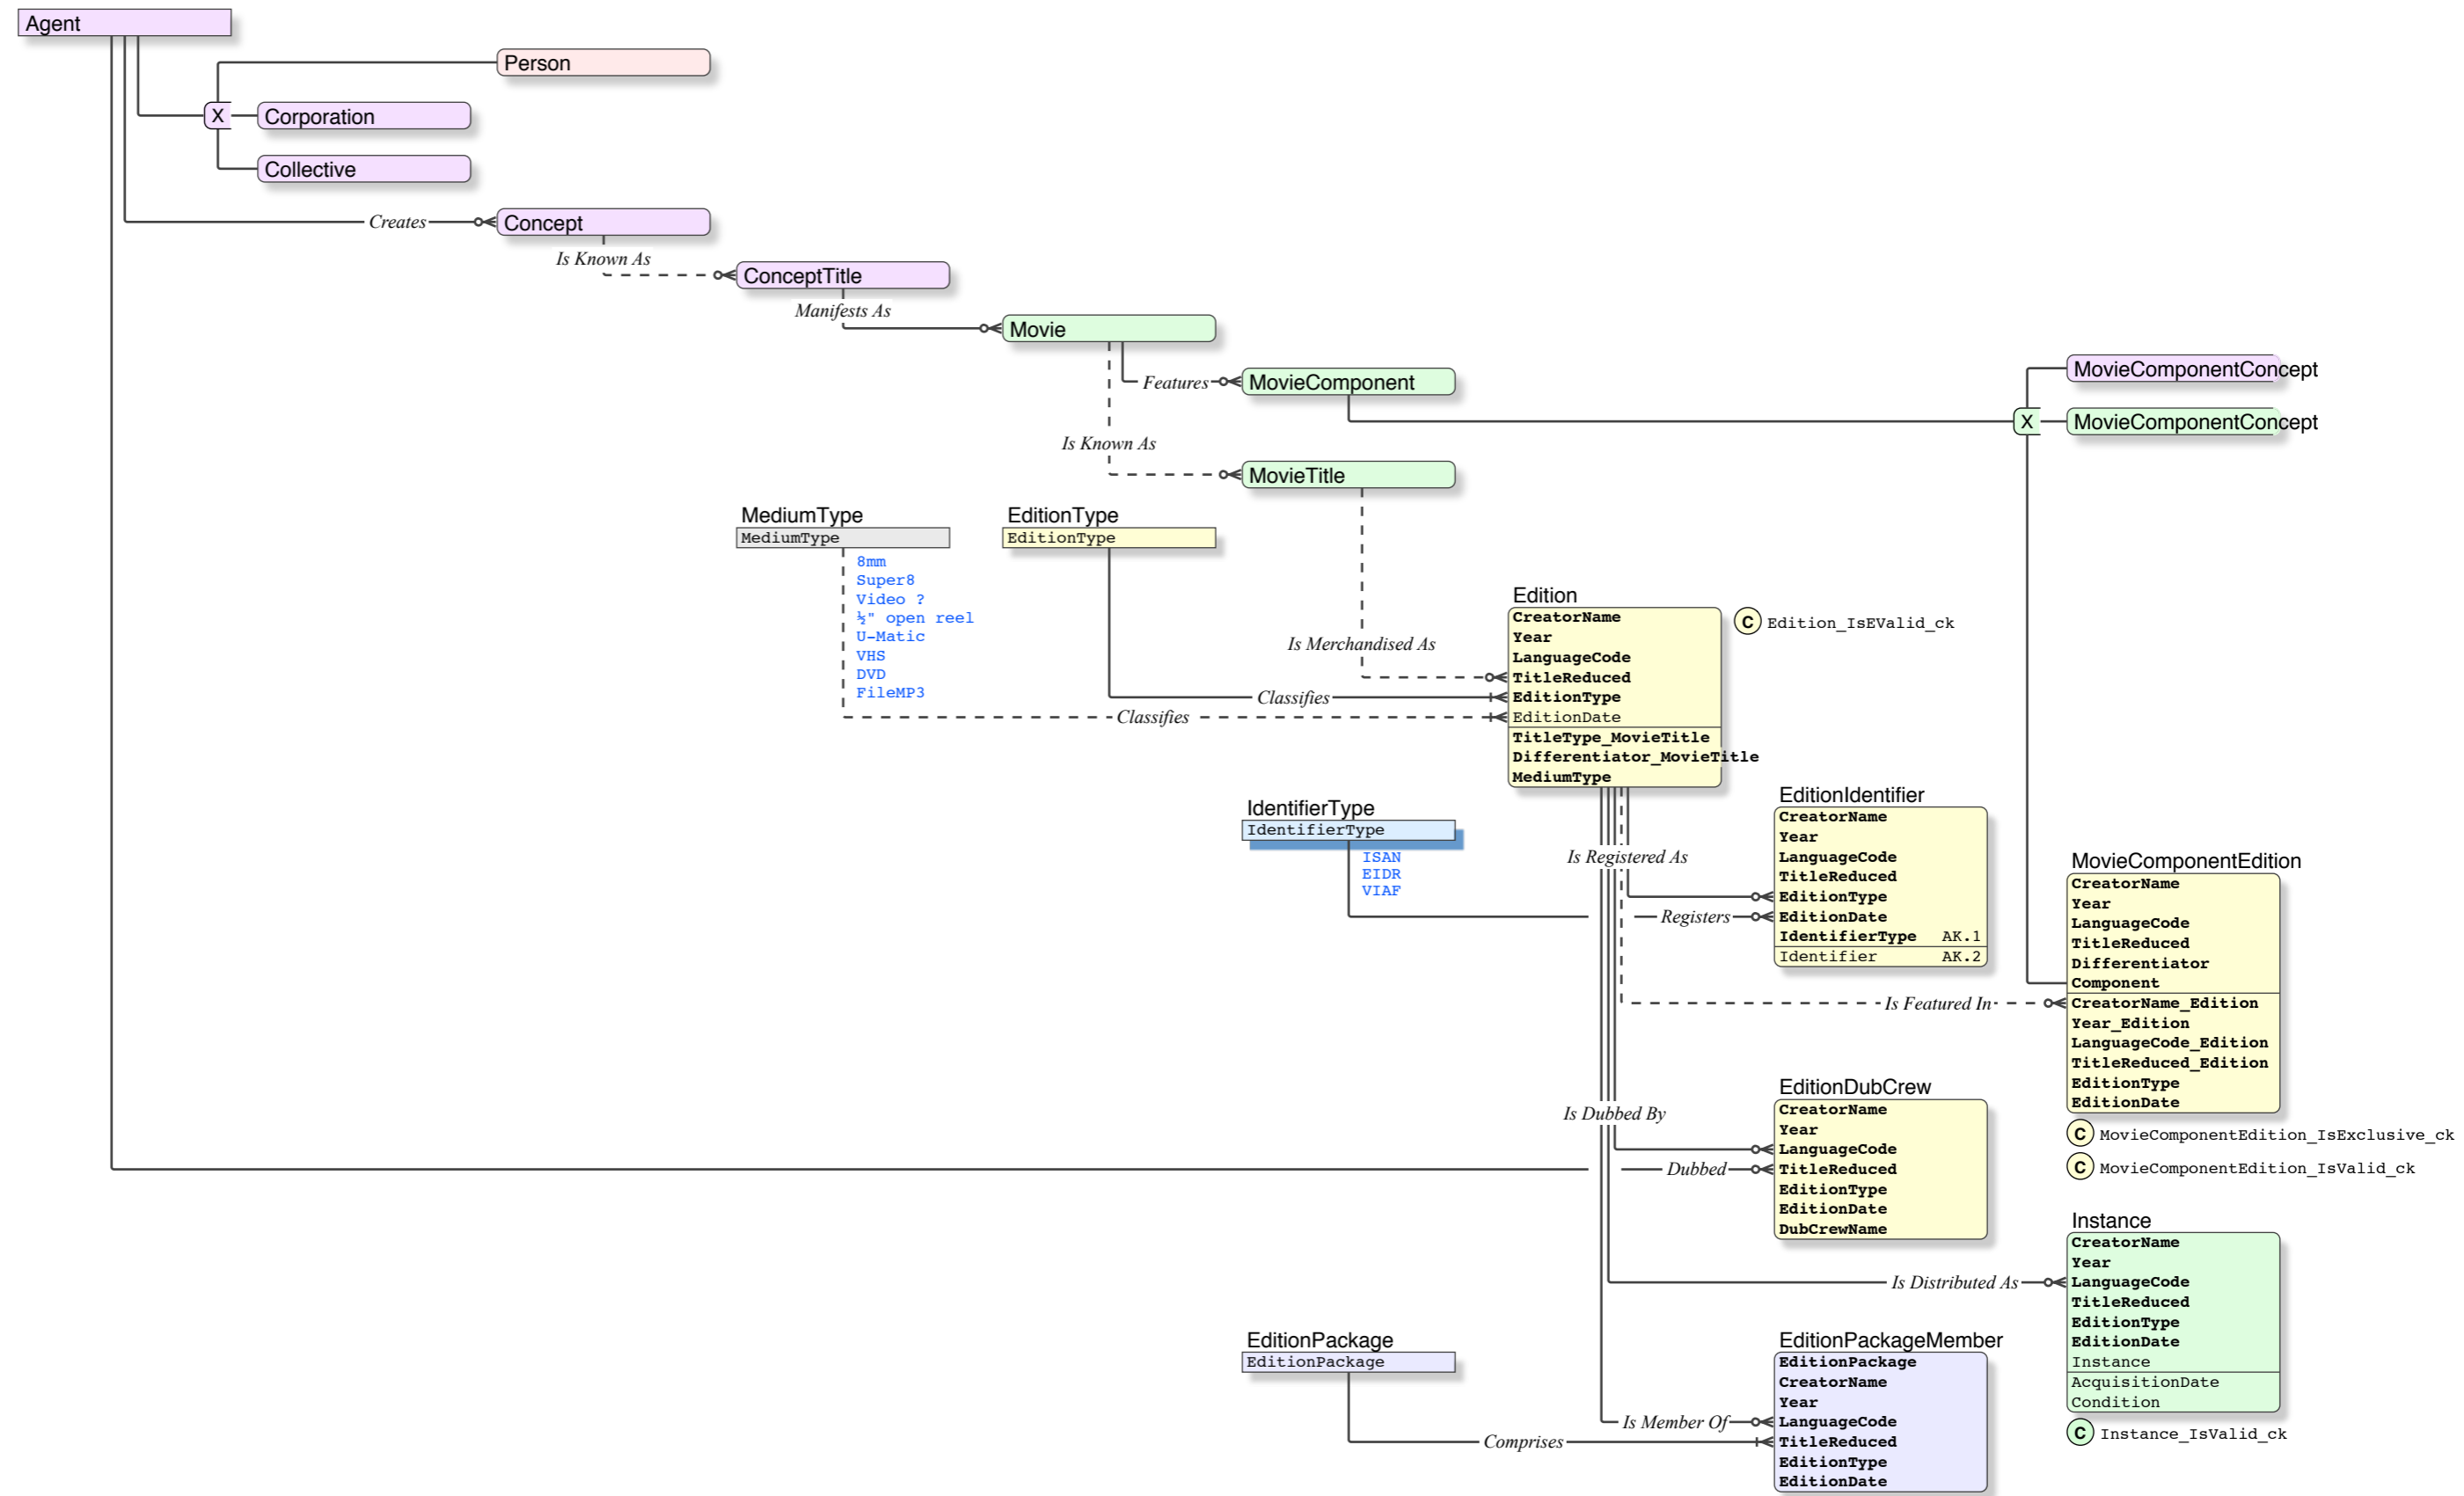 Agent
Person
X
Corporation
Collective
Creates
Concept
Is Known As
ConceptTitle
Manifests As
Movie
Features
MovieComponent
MovieComponentConcept
X
MovieComponentConcept
Is Known As
MovieTitle
MediumType
MediumType
8mm
Super8
Video ?
½" open reel
U-Matic
VHS
DVD
FileMP3
EditionType
EditionType
Is Merchandised As
Classifies
Classifies
Edition
CreatorName
Year
LanguageCode
TitleReduced
EditionType
EditionDate
TitleType_MovieTitle
Differentiator_MovieTitle
MediumType
C Edition_IsEValid_ck
IdentifierType
IdentifierType
ISAN
EIDR
VIAF
Is Registered As
Registers
EditionIdentifier
CreatorName
Year
LanguageCode
TitleReduced
EditionType
EditionDate
IdentifierType AK.1
Identifier AK.2
Is Featured In
MovieComponentEdition
CreatorName
Year
LanguageCode
TitleReduced
Differentiator
Component
CreatorName_Edition
Year_Edition
LanguageCode_Edition
TitleReduced_Edition
EditionType
EditionDate
C MovieComponentEdition_IsExclusive_ck
C MovieComponentEdition_IsValid_ck
Is Dubbed By
Dubbed
EditionDubCrew
CreatorName
Year
LanguageCode
TitleReduced
EditionType
EditionDate
DubCrewName
Is Distributed As
Instance
CreatorName
Year
LanguageCode
TitleReduced
EditionType
EditionDate
Instance
AcquisitionDate
Condition
C Instance_IsValid_ck
EditionPackage
EditionPackage
Is Member Of
Comprises
EditionPackageMember
EditionPackage
CreatorName
Year
LanguageCode
TitleReduced
EditionType
EditionDate